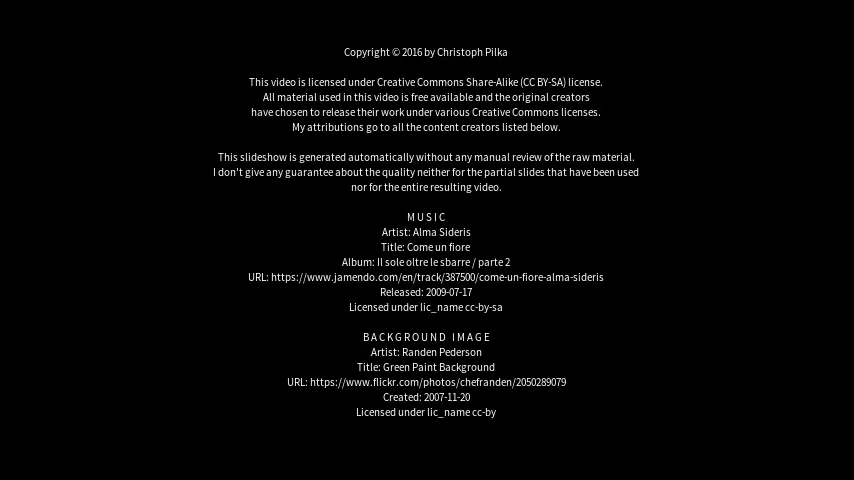 Copyright © 2016 by Christoph Pilka
This video is licensed under Creative Commons Share-Alike (CC BY-SA) license.
All material used in this video is free available and the original creators
have chosen to release their work under various Creative Commons licenses.
My attributions go to all the content creators listed below.
This slideshow is generated automatically without any manual review of the raw material.
I don't give any guarantee about the quality neither for the partial slides that have been used
nor for the entire resulting video.
MUSIC
Artist: Alma Sideris
Title: Come un fiore
Album: Il sole oltre le sbarre / parte 2
URL: https://www.jamendo.com/en/track/387500/come-un-fiore-alma-sideris
Released: 2009-07-17
Licensed under lic_name cc-by-sa
BACKGROUND IMAGE
Artist: Randen Pederson
Title: Green Paint Background
URL: https://www.flickr.com/photos/chefranden/2050289079
Created: 2007-11-20
Licensed under lic_name cc-by